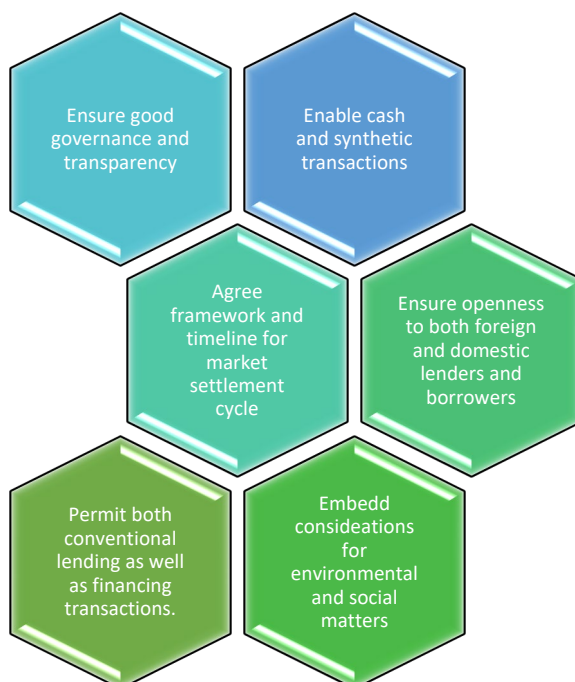 Ensure good
governance and
transparency
Enable cash
and synthetic
transactions
Agree
framework and
timeline for
market
settlement
cycle
Ensure openness
to both foreign
and domestic
lenders and
borrowers
Permit both
conventional
lending as well
as financing
transactions.
Embedd
consideations
for
environmental
and social
matters